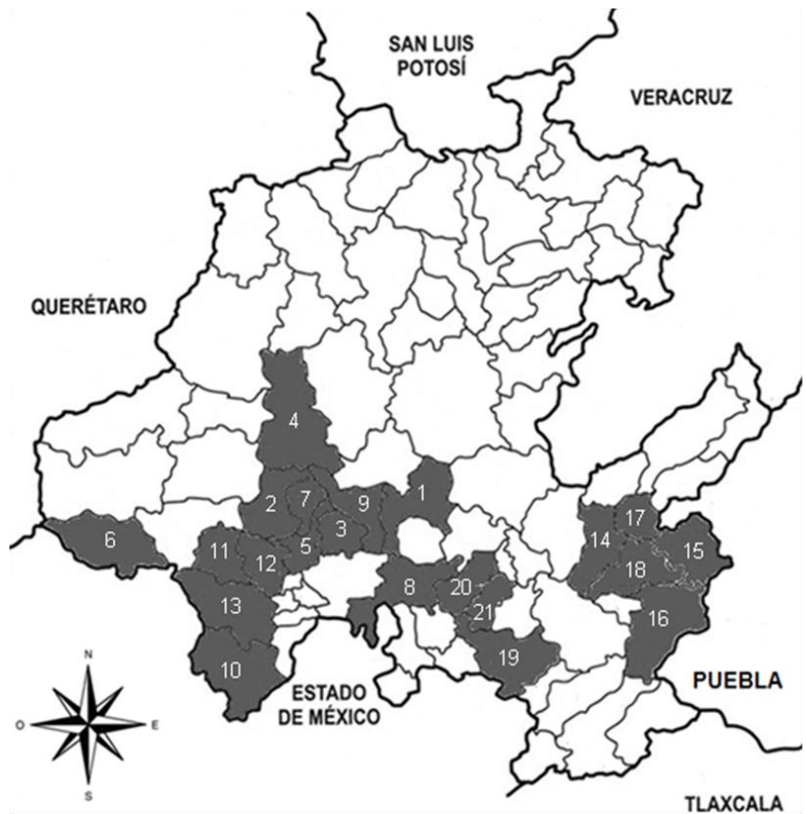 SAN LUIS
POTOSÍ
VERACRUZ
QUERÉTARO
4
1
2
7
9
3
5
6
11
12
13
10
8
20
21
19
14
17
15
18
16
N
O
E
S
ESTADO
DE MÉXICO
PUEBLA
TLAXCALA